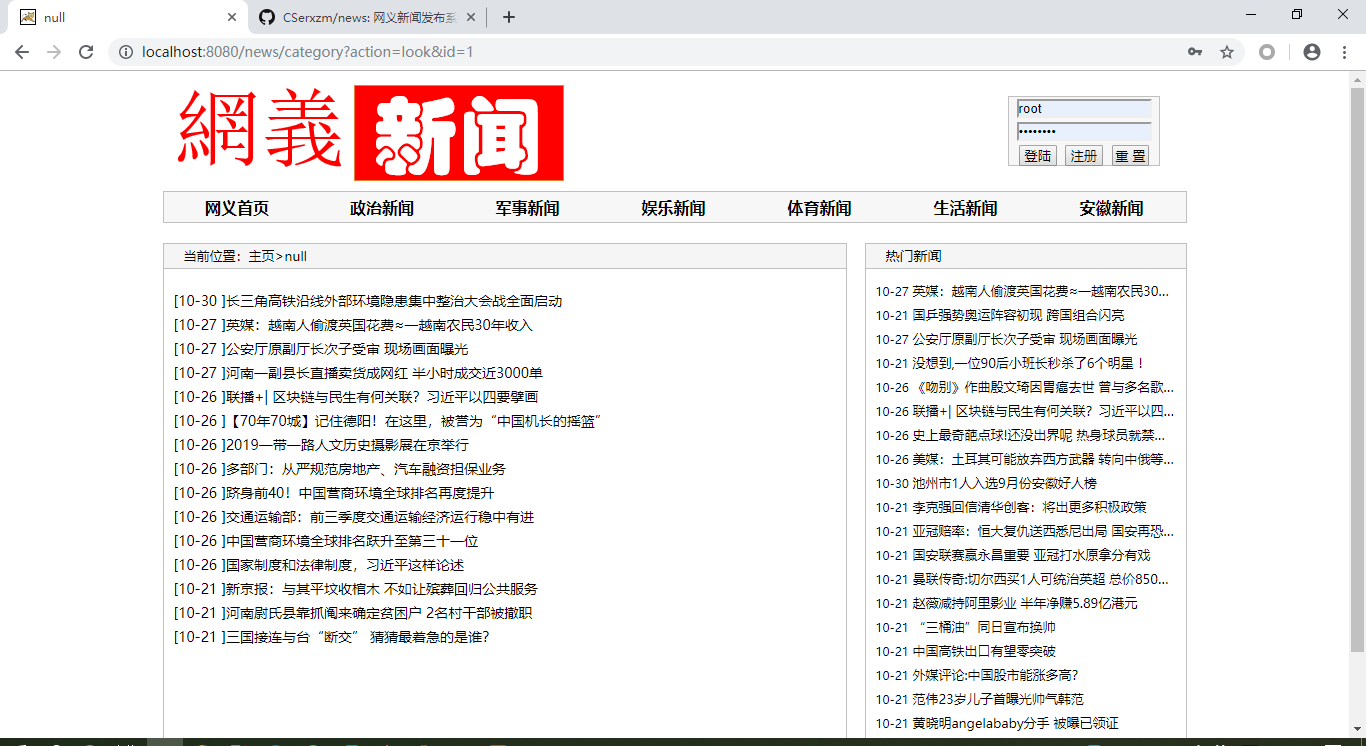 null
CSerxzm/news: 网义新闻发布系
localhost:8080/news/category?action=look&id=1
網義 新闻
root
••••••••
登陆 注册 重 置
网义首页 政治新闻 军事新闻 娱乐新闻 体育新闻 生活新闻 安徽新闻
当前位置：主页>null
[10-30 ]长三角高铁沿线外部环境隐患集中整治大会战全面启动
[10-27 ]英媒：越南人偷渡英国花费≈一越南农民30年收入
[10-27 ]公安厅原副厅长次子受审 现场画面曝光
[10-27 ]河南一副县长直播卖货成网红 半小时成交近3000单
[10-26 ]联播+| 区块链与民生有何关联？习近平以四要擘画
[10-26 ]【70年70城】记住德阳！在这里，被誉为“中国机长的摇篮”
[10-26 ]2019一带一路人文历史摄影展在京举行
[10-26 ]多部门：从严规范房地产、汽车融资担保业务
[10-26 ]跻身前40！中国营商环境全球排名再度提升
[10-26 ]交通运输部：前三季度交通运输经济运行稳中有进
[10-26 ]中国营商环境全球排名跃升至第三十一位
[10-26 ]国家制度和法律制度，习近平这样论述
[10-21 ]新京报：与其平坟收棺木 不如让殡葬回归公共服务
[10-21 ]河南尉氏县靠抓阄来确定贫困户 2名村干部被撤职
[10-21 ]三国接连与台“断交” 猜猜最着急的是谁？
热门新闻
10-27 英媒：越南人偷渡英国花费≈一越南农民30...
10-21 国乒强势奥运阵容初现 跨国组合闪亮
10-27 公安厅原副厅长次子受审 现场画面曝光
10-21 没想到,一位90后小班长秒杀了6个明星！
10-26 《吻别》作曲殷文琦因胃癌去世 曾与多名歌...
10-26 联播+| 区块链与民生有何关联？习近平以四...
10-26 史上最奇葩点球!还没出界呢 热身球员就禁...
10-26 美媒：土耳其可能放弃西方武器 转向中俄等...
10-30 池州市1人入选9月份安徽好人榜
10-21 李克强回信清华创客：将出更多积极政策
10-21 亚冠赔率：恒大复仇送西悉尼出局 国安再恐...
10-21 国安联赛赢永昌重要 亚冠打水原拿分有戏
10-21 曼联传奇:切尔西买1人可统治英超 总价850...
10-21 赵薇减持阿里影业 半年净赚5.89亿港元
10-21 “三桶油”同日宣布换帅
10-21 中国高铁出口有望零突破
10-21 外媒评论:中国股市能涨多高?
10-21 范伟23岁儿子首曝光帅气韩范
10-21 黄晓明angelababy分手 被曝已领证